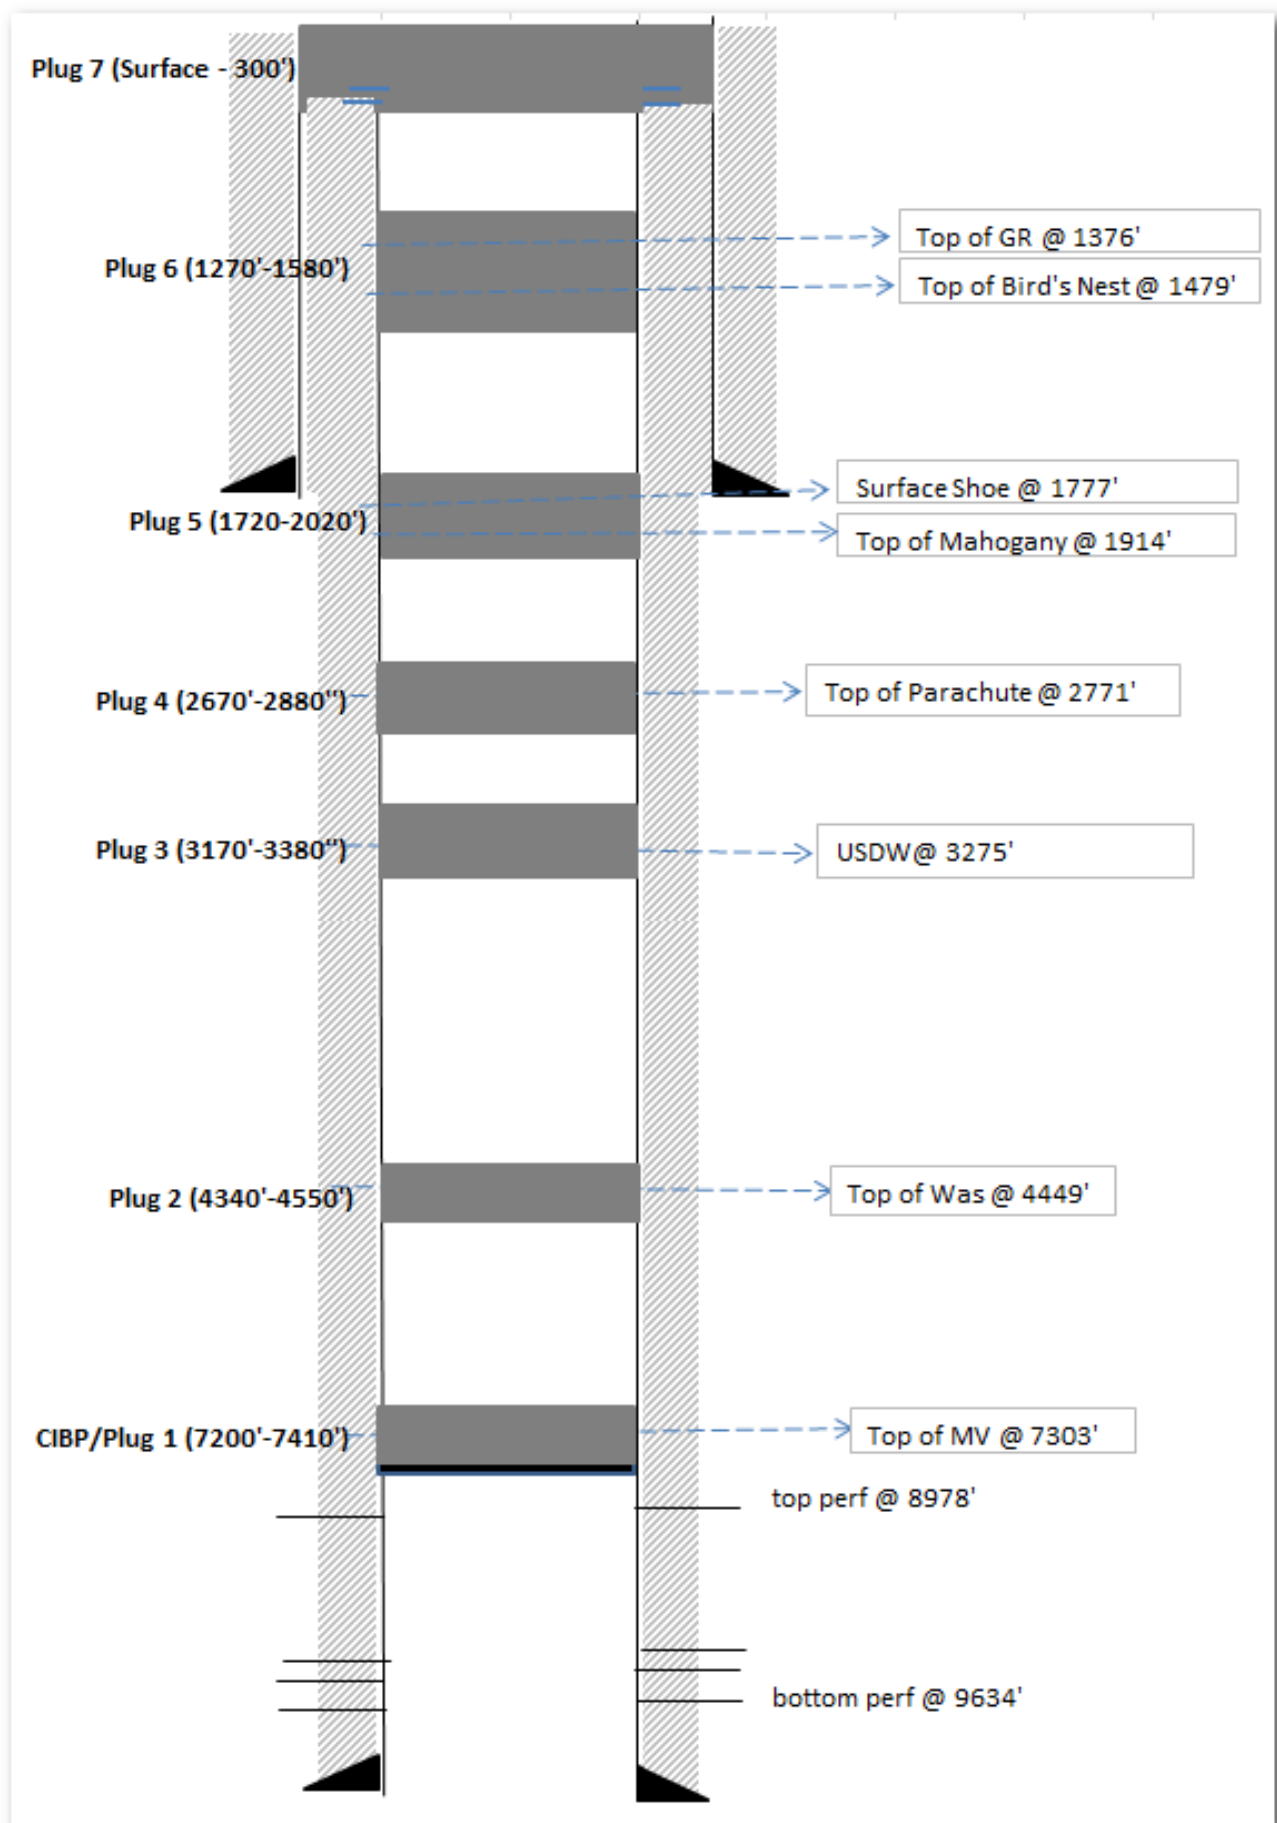 Plug 7 (Surface - 300')
Top of GR @ 1376'
Plug 6 (1270'-1580')
Top of Bird's Nest @ 1479'
Surface Shoe @ 1777'
Plug 5 (1720-2020')
Top of Mahogany @ 1914'
Top of Parachute @ 2771'
Plug 4 (2670'-2880'')
Plug 3 (3170'-3380'')
USDW@ 3275'
Top of Was @ 4449'
Plug 2 (4340'-4550')
Top of MV @ 7303'
CIBP/Plug 1 (7200'-7410')
top perf @ 8978'
bottom perf @ 9634'